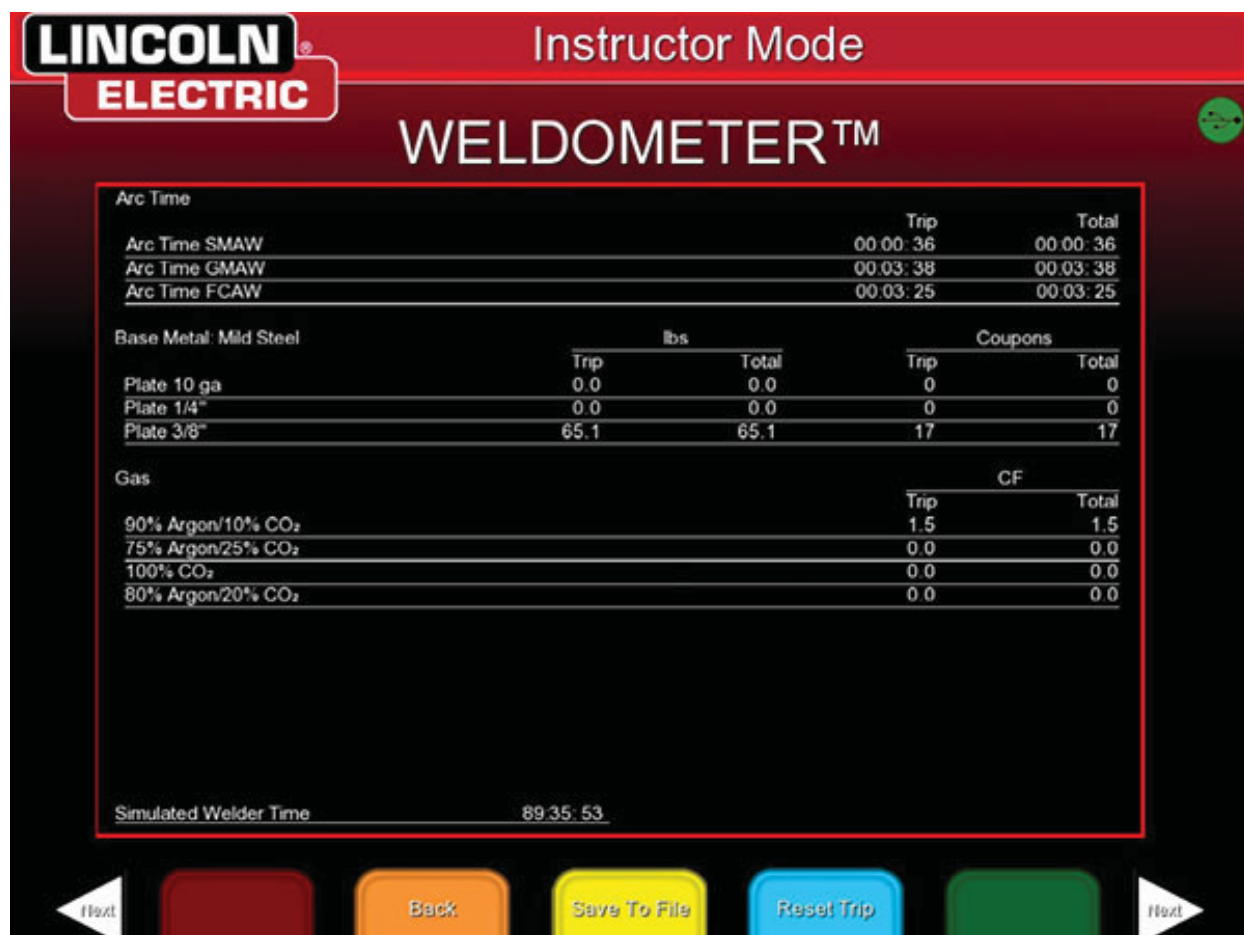 LINCOLN ®
ELECTRIC
Instructor Mode
WELDOMETER™
Arc Time
Trip Total
Arc Time SMAW 00:00:36 00:00:36
Arc Time GMAW 00:03:38 00:03:38
Arc Time FCAW 00:03:25 00:03:25
Base Metal: Mild Steel lbs Coupons
Trip Total Trip Total
Plate 10 ga 0.0 0.0 0 0
Plate 1/4" 0.0 0.0 0 0
Plate 3/8" 65.1 65.1 17 17
Gas CF
Trip Total
90% Argon/10% CO₂ 1.5 1.5
75% Argon/25% CO₂ 0.0 0.0
100% CO₂ 0.0 0.0
80% Argon/20% CO₂ 0.0 0.0
Simulated Welder Time 89:35:53
Next Back Save To File Reset Trip Next